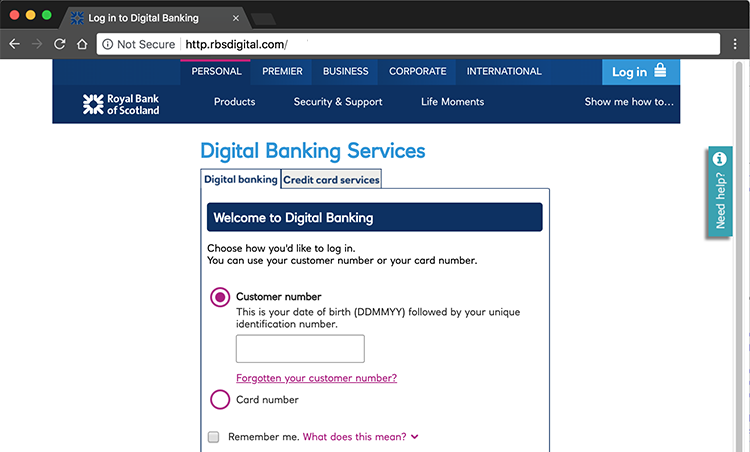 Log in to Digital Banking
Not Secure http.rbsdigital.com/
PERSONAL PREMIER BUSINESS CORPORATE INTERNATIONAL Log in
Royal Bank
of Scotland
Products Security & Support Life Moments Show me how to...
Digital Banking Services
Digital banking Credit card services
Need help?
Welcome to Digital Banking
Choose how you'd like to log in.
You can use your customer number or your card number.
Customer number
This is your date of birth (DDMMYY) followed by your unique
identification number.
Forgotten your customer number?
Card number
Remember me. What does this mean?